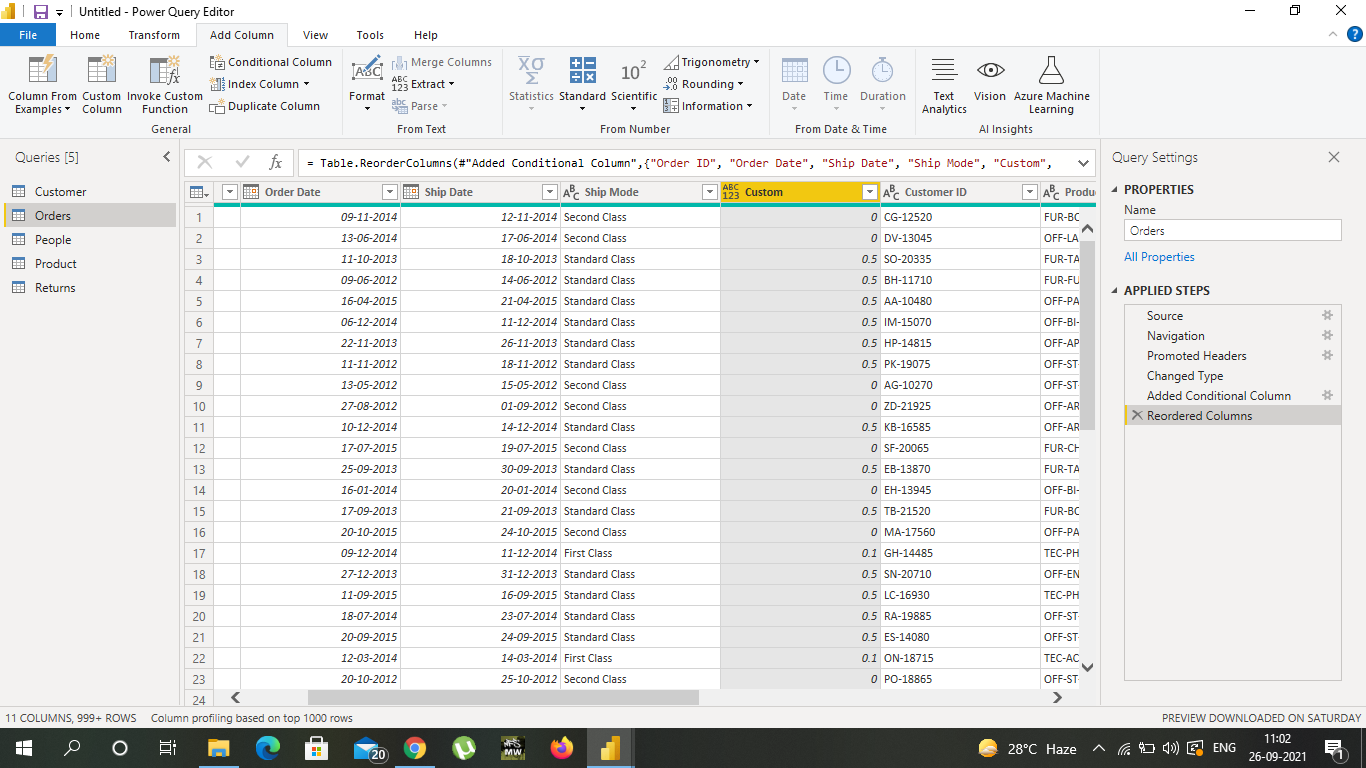 Untitled - Power Query Editor
File Home Transform Add Column View Tools Help
Column From Examples
Custom Column
Invoke Custom Function
Conditional Column
Index Column
Duplicate Column
General
Format
Merge Columns
Extract
Parse
From Text
Statistics
Standard
Scientific
Trigonometry
Rounding
Information
From Number
Date
Time
Duration
From Date & Time
Text Analytics
Vision
Azure Machine Learning
AI Insights
Queries [5]
Customer
Orders
People
Product
Returns
= Table.ReorderColumns(#"Added Conditional Column",{"Order ID", "Order Date", "Ship Date", "Ship Mode", "Custom",
Order Date Ship Date Ship Mode Custom Customer ID Produ
1 09-11-2014 12-11-2014 Second Class 0 CG-12520 FUR-BC
2 13-06-2014 17-06-2014 Second Class 0 DV-13045 OFF-LA
3 11-10-2013 18-10-2013 Standard Class 0.5 SO-20335 FUR-TA
4 09-06-2012 14-06-2012 Standard Class 0.5 BH-11710 FUR-FU
5 16-04-2015 21-04-2015 Standard Class 0.5 AA-10480 OFF-PA
6 06-12-2014 11-12-2014 Standard Class 0.5 IM-15070 OFF-BI-
7 22-11-2013 26-11-2013 Standard Class 0.5 HP-14815 OFF-AP
8 11-11-2012 18-11-2012 Standard Class 0.5 PK-19075 OFF-ST-
9 13-05-2012 15-05-2012 Second Class 0 AG-10270 OFF-ST-
10 27-08-2012 01-09-2012 Second Class 0 ZD-21925 OFF-AR
11 10-12-2014 14-12-2014 Standard Class 0.5 KB-16585 OFF-AR
12 17-07-2015 19-07-2015 Second Class 0 SF-20065 FUR-CH
13 25-09-2013 30-09-2013 Standard Class 0.5 EB-13870 FUR-TA
14 16-01-2014 20-01-2014 Second Class 0 EH-13945 OFF-BI-
15 17-09-2013 21-09-2013 Standard Class 0.5 TB-21520 FUR-BC
16 20-10-2015 24-10-2015 Second Class 0 MA-17560 OFF-PA
17 09-12-2014 11-12-2014 First Class 0.1 GH-14485 TEC-PH
18 27-12-2013 31-12-2013 Standard Class 0.5 SN-20710 OFF-EN
19 11-09-2015 16-09-2015 Standard Class 0.5 LC-16930 TEC-PH
20 18-07-2014 23-07-2014 Standard Class 0.5 RA-19885 OFF-ST-
21 20-09-2015 24-09-2015 Standard Class 0.5 ES-14080 OFF-ST-
22 12-03-2014 14-03-2014 First Class 0.1 ON-18715 TEC-AC
23 20-10-2012 25-10-2012 Second Class 0 PO-18865 OFF-ST-
24
Query Settings
PROPERTIES
Name
Orders
All Properties
APPLIED STEPS
Source
Navigation
Promoted Headers
Changed Type
Added Conditional Column
Reordered Columns
11 COLUMNS, 999+ ROWS Column profiling based on top 1000 rows PREVIEW DOWNLOADED ON SATURDAY
20 28°C Haze ENG 11:02
26-09-2021 1